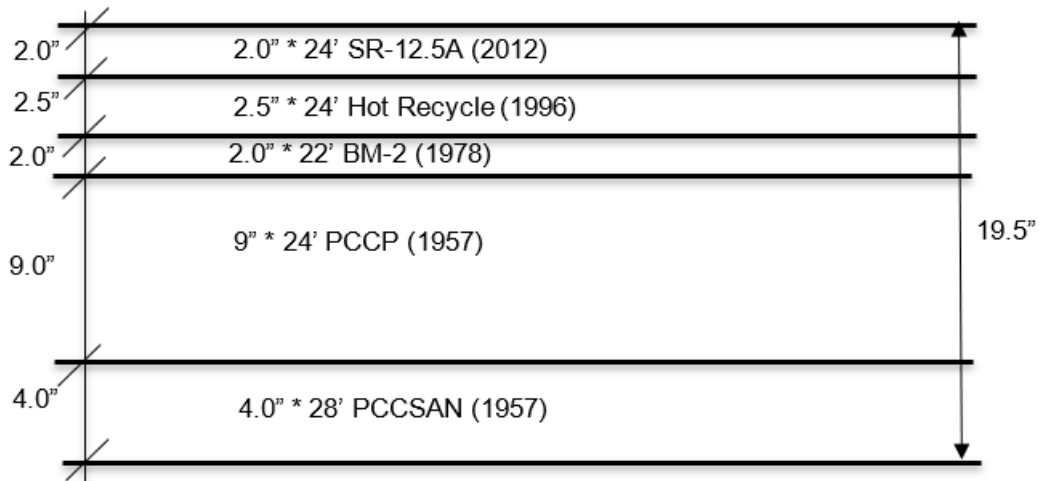 2.0”
2.0” * 24’ SR-12.5A (2012)
2.5”
2.5” * 24’ Hot Recycle (1996)
2.0”
2.0” * 22’ BM-2 (1978)
9.0”
9” * 24’ PCCP (1957)
19.5”
4.0”
4.0” * 28’ PCCSAN (1957)